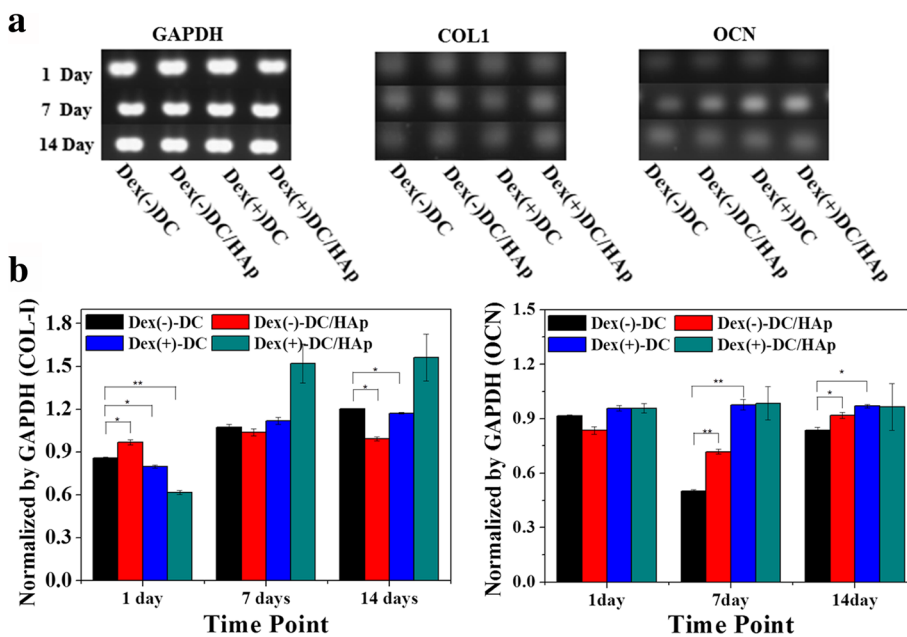 a
GAPDH COL1 OCN
1 Day
7 Day
14 Day
Dex(-)DC Dex(-)DC/HAp Dex(+)DC Dex(+)DC/HAp
Dex(-)DC Dex(-)DC/HAp Dex(+)DC Dex(+)DC/HAp
Dex(-)DC Dex(-)DC/HAp Dex(+)DC Dex(+)DC/HAp
b
Normalized by GAPDH (COL-I)
1.8
1.5
1.2
0.9
0.6
0.3
0.0
Dex(-)-DC Dex(-)-DC/HAp
Dex(+)-DC Dex(+)-DC/HAp
**
*
*
*
*
1 day 7 days 14 days
Time Point
Normalized by GAPDH (OCN)
1.5
1.2
0.9
0.6
0.3
0.0
Dex(-)-DC Dex(-)-DC/HAp
Dex(+)-DC Dex(+)-DC/HAp
**
**
*
*
1day 7day 14day
Time Point